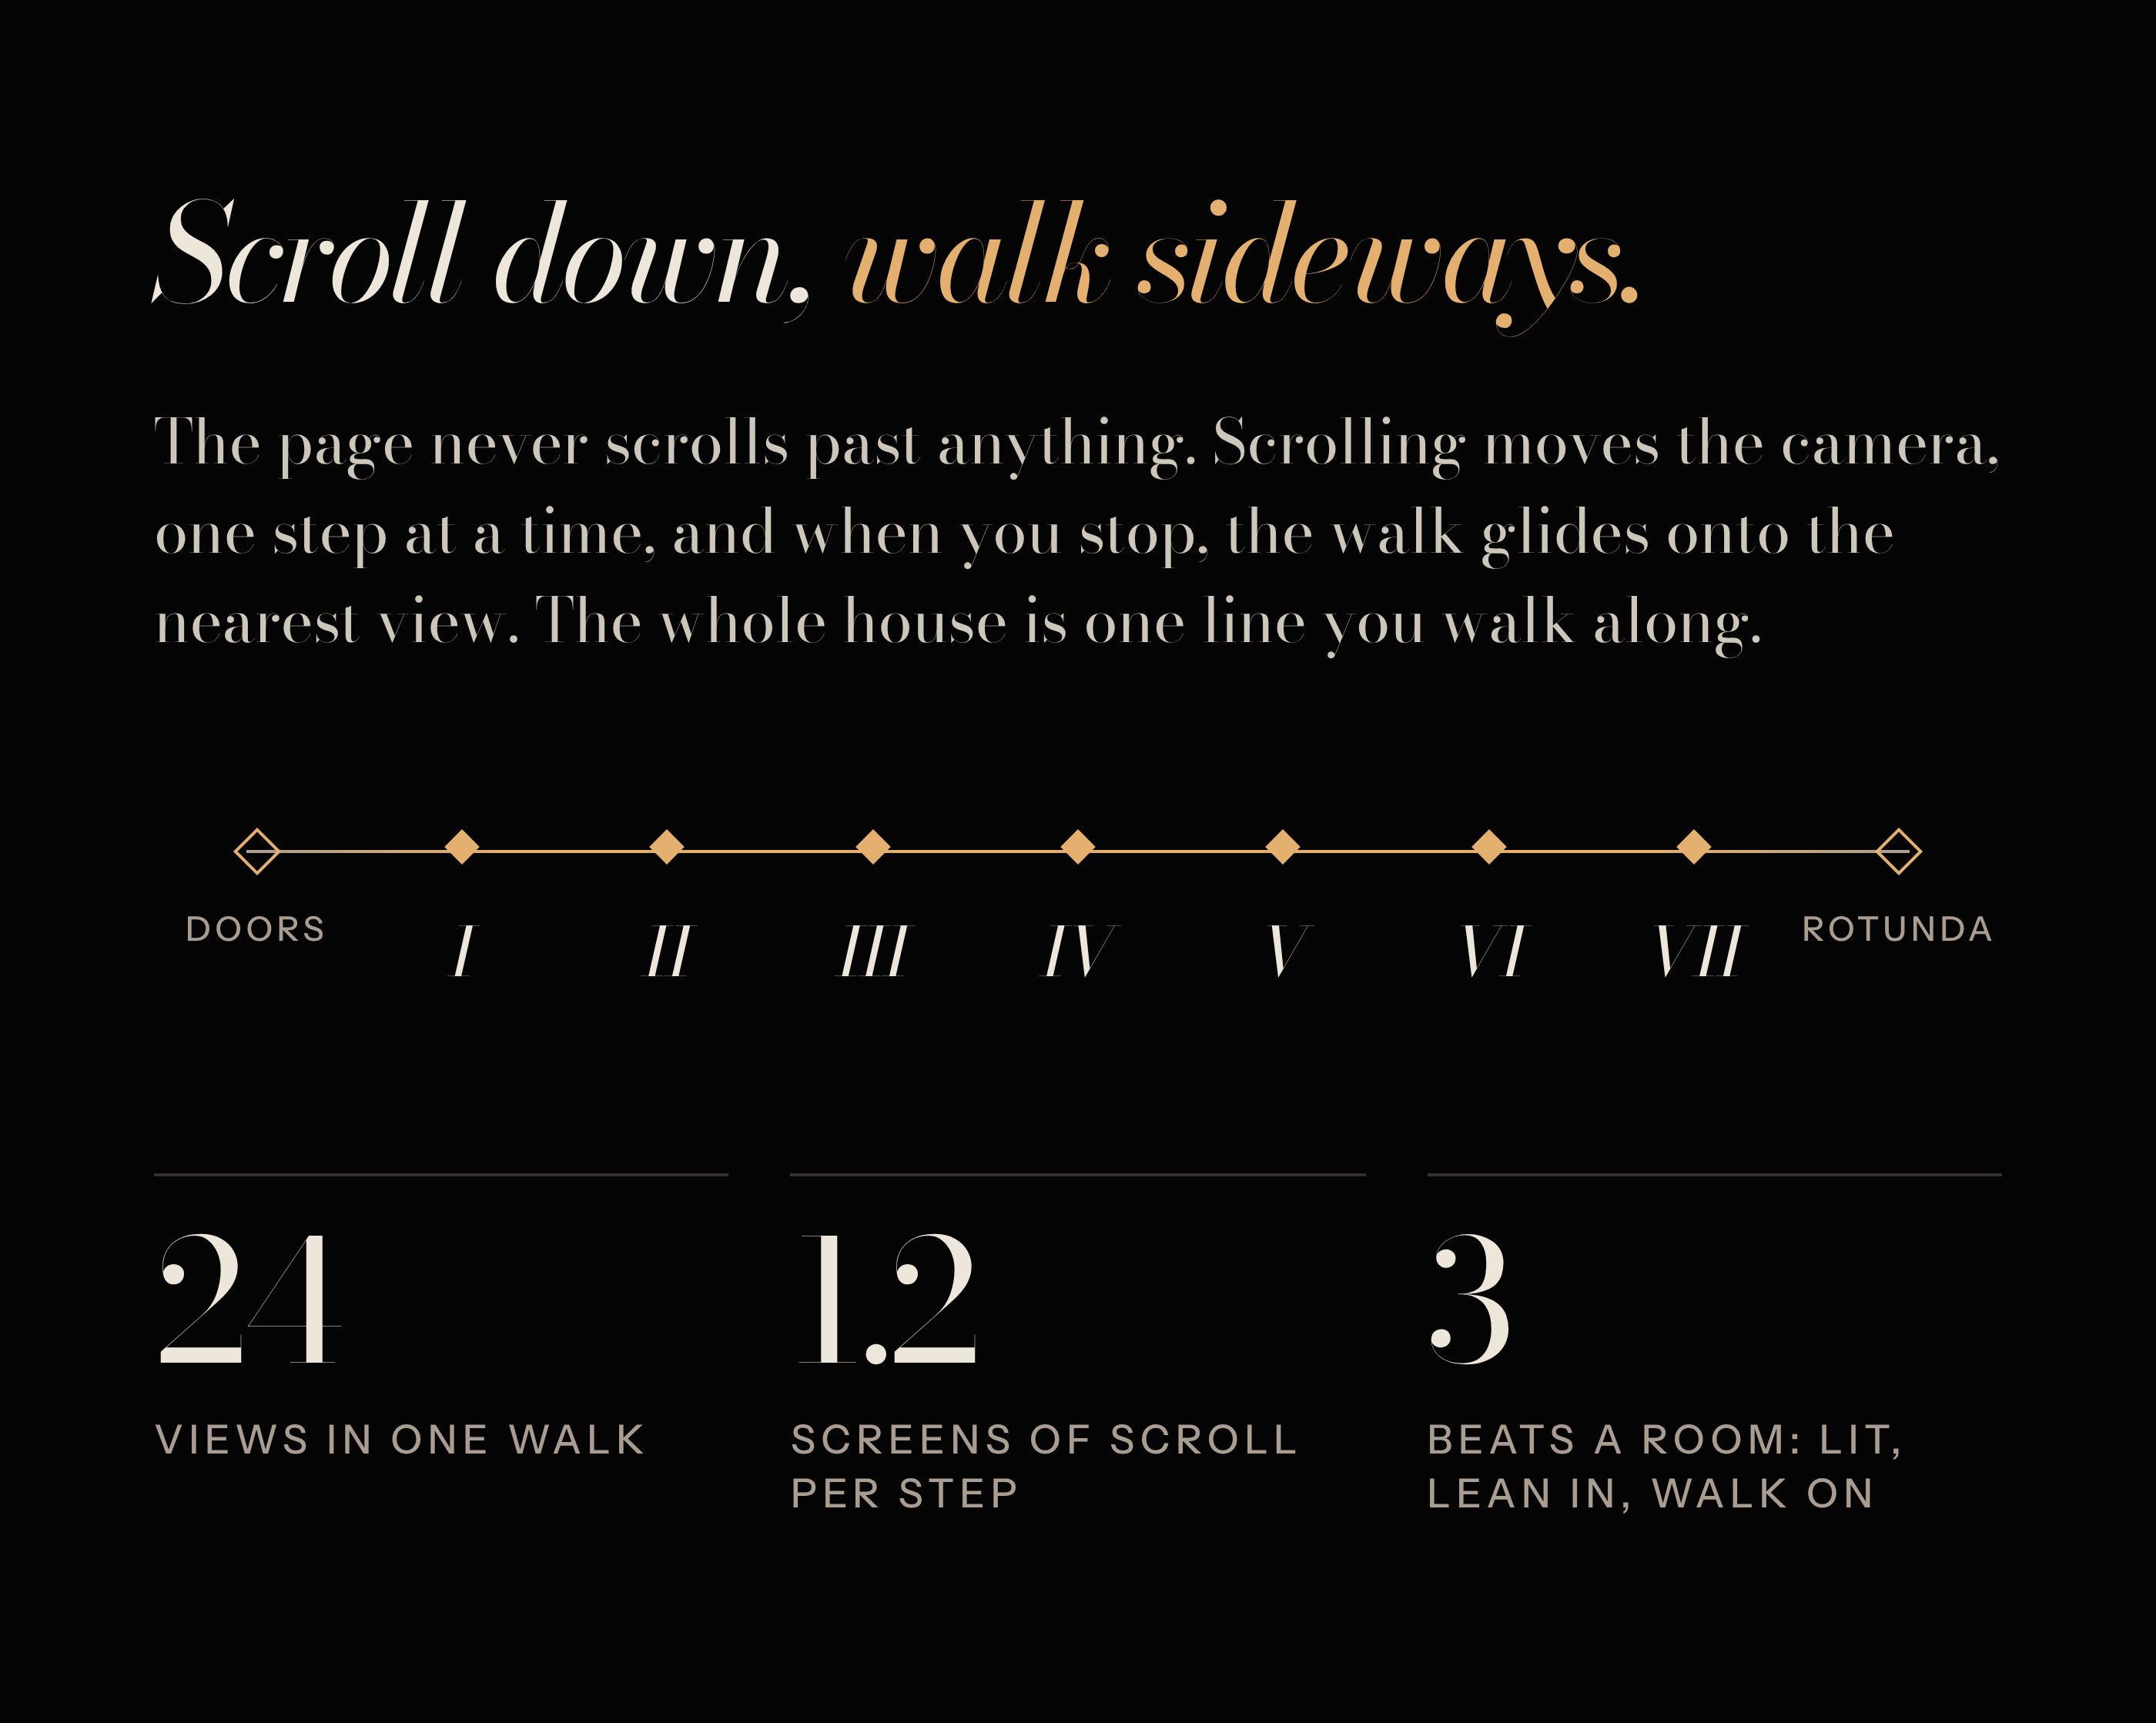 Scroll down, walk sideways.
The page never scrolls past anything. Scrolling moves the camera,
one step at a time, and when you stop, the walk glides onto the
nearest view. The whole house is one line you walk along.
DOORS I II III IV V VI VII ROTUNDA
24
VIEWS IN ONE WALK
1.2
SCREENS OF SCROLL
PER STEP
3
BEATS A ROOM: LIT,
LEAN IN, WALK ON